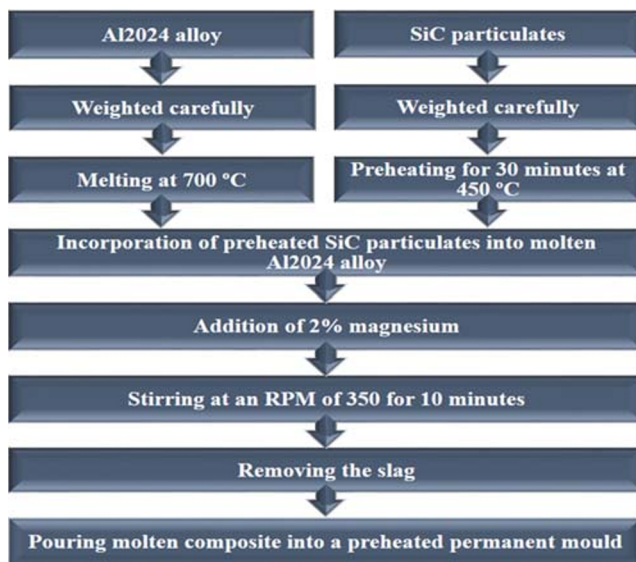 Al2024 alloy
SiC particulates
Weighted carefully
Weighted carefully
Melting at 700 °C
Preheating for 30 minutes at
450 °C
Incorporation of preheated SiC particulates into molten
Al2024 alloy
Addition of 2% magnesium
Stirring at an RPM of 350 for 10 minutes
Removing the slag
Pouring molten composite into a preheated permanent mould